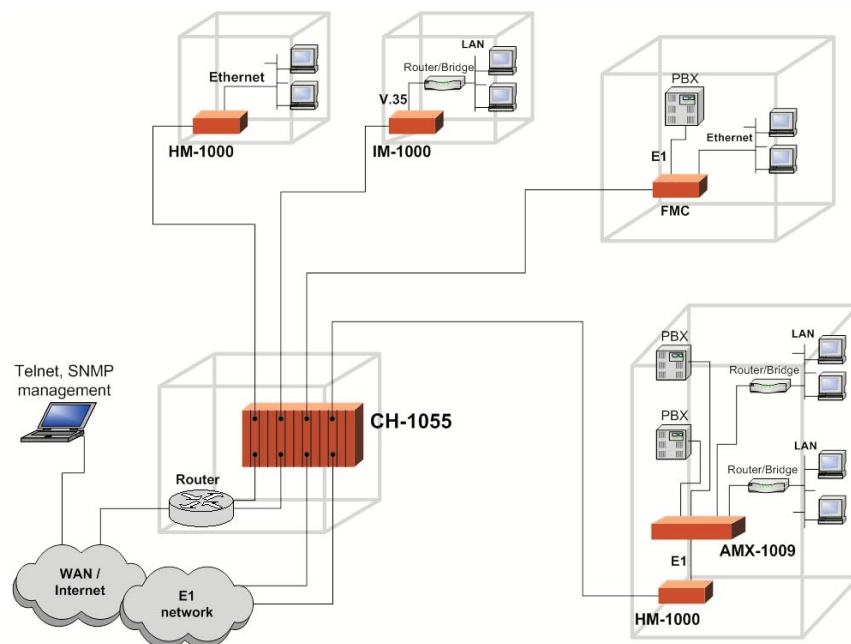 LAN
Ethernet
Router/Bridge
V.35
HM-1000
IM-1000
PBX
Ethernet
E1
FMC
Telnet, SNMP
management
CH-1055
Router
WAN /
Internet
E1
network
PBX
LAN
Router/Bridge
PBX
LAN
Router/Bridge
AMX-1009
E1
HM-1000